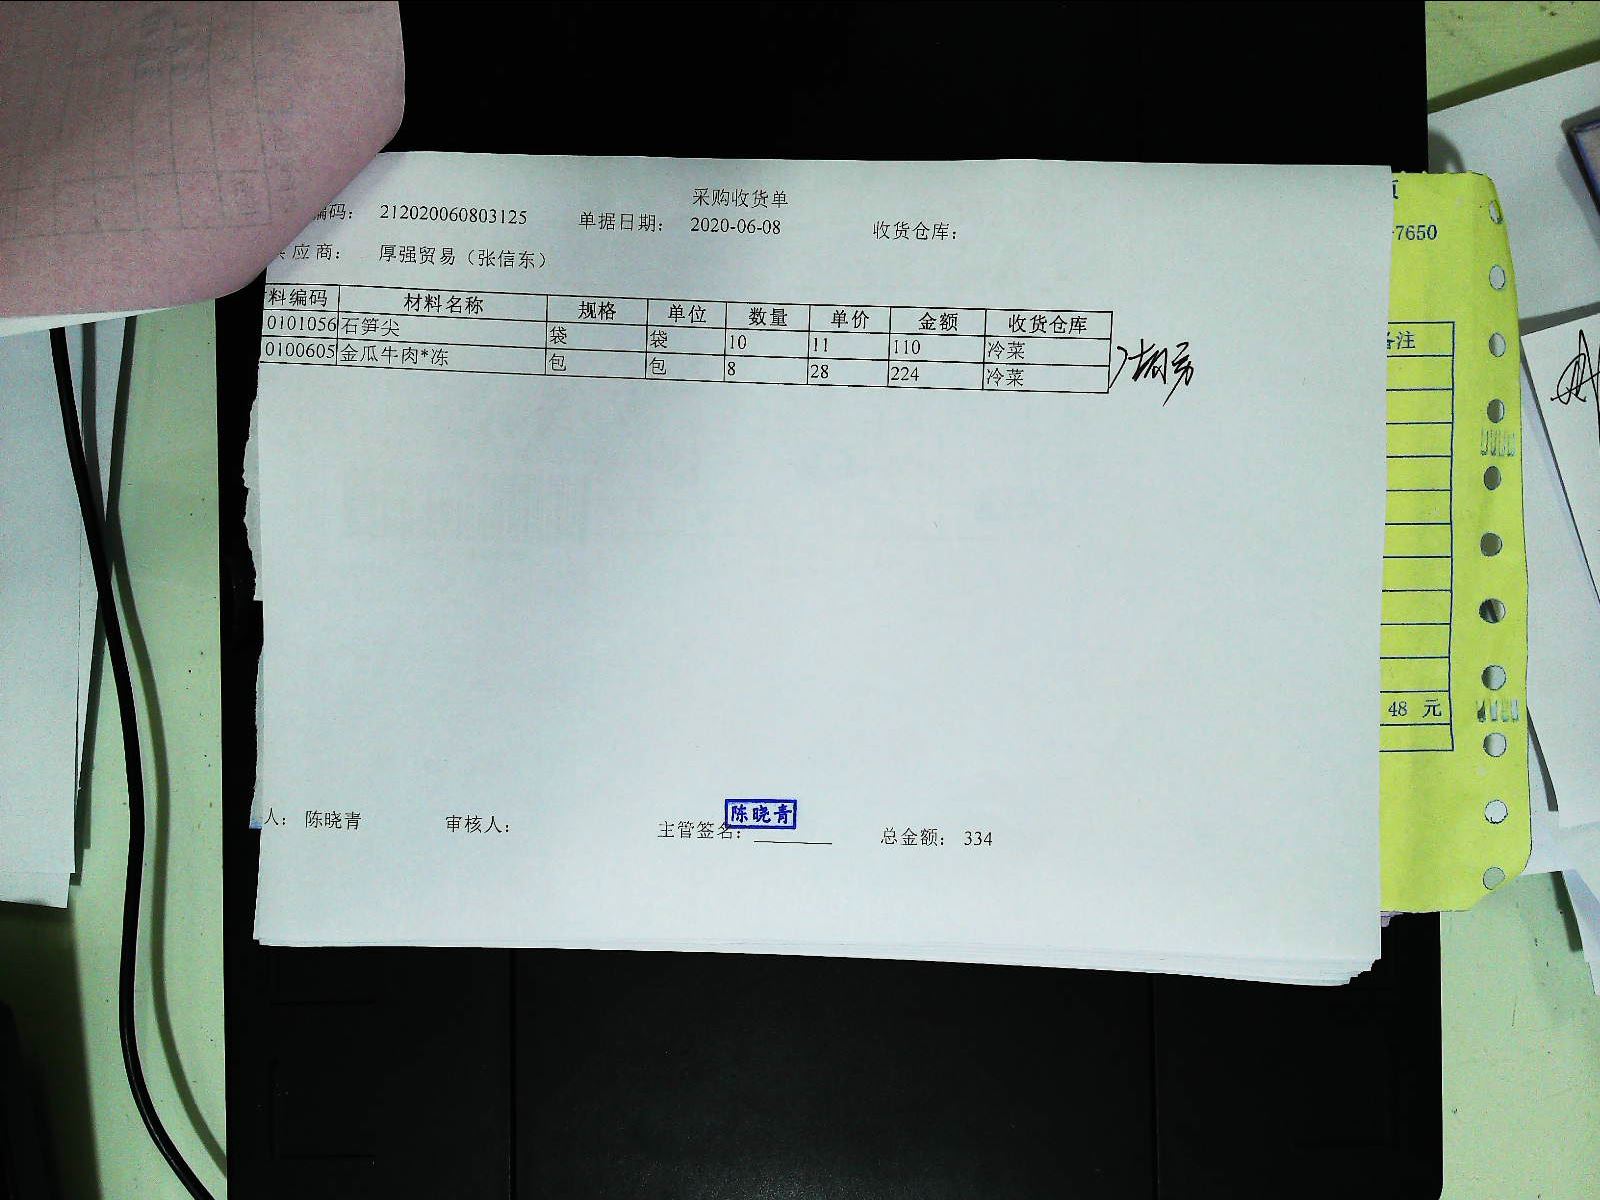 采购收货单
编码： 212020060803125 单据日期： 2020-06-08 收货仓库：
应商： 厚强贸易（张信东）
料编码 材料名称 规格 单位 数量 单价 金额 收货仓库
0101056 石笋尖 袋 袋 10 11 110 冷菜
0100605 金瓜牛肉*冻 包 包 8 28 224 冷菜
人： 陈晓青 审核人： 主管签名： 陈晓青 总金额： 334
7650
备注
48 元